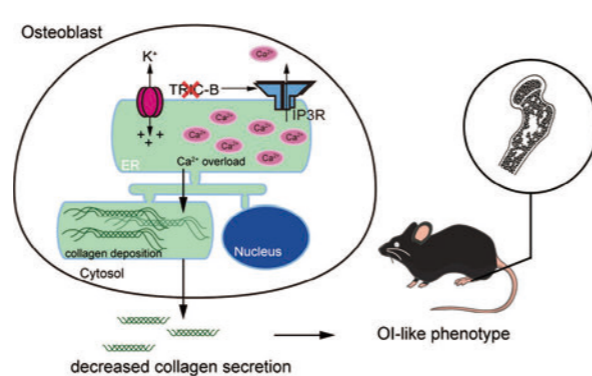 Osteoblast
K⁺
Ca²⁺
TRIC-B
IP3R
+ +
+ +
Ca²⁺
Ca²⁺
Ca²⁺
Ca²⁺
Ca²⁺
Ca²⁺
Ca²⁺
Ca²⁺ overload
ER
collagen deposition
Nucleus
Cytosol
decreased collagen secretion
OI-like phenotype